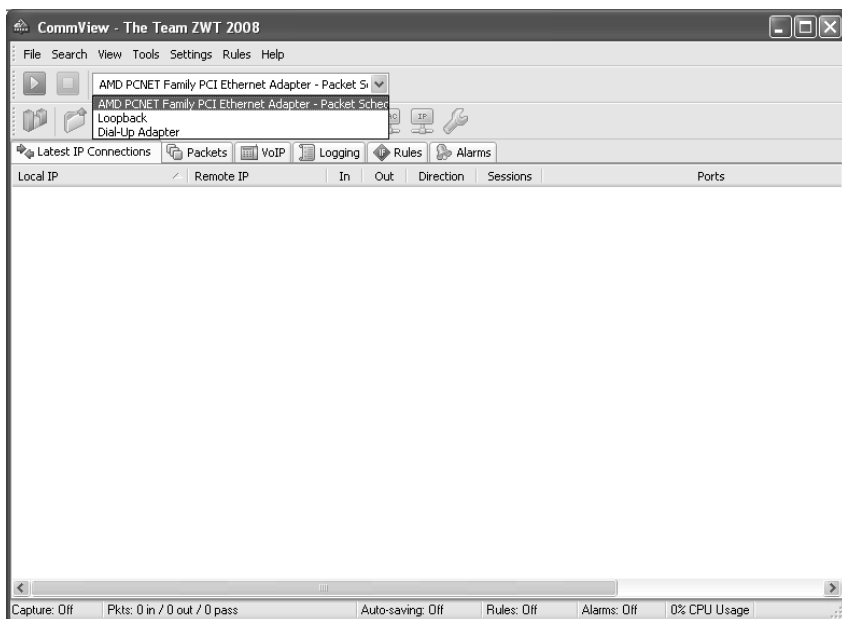 CommView - The Team ZWT 2008
File Search View Tools Settings Rules Help
AMD PCNET Family PCI Ethernet Adapter - Packet S
AMD PCNET Family PCI Ethernet Adapter - Packet Sched
Loopback
Dial-Up Adapter
IP
Latest IP Connections Packets VoIP Logging IP Rules Alarms
Local IP Remote IP In Out Direction Sessions Ports
Capture: Off Pkts: 0 in / 0 out / 0 pass Auto-saving: Off Rules: Off Alarms: Off 0% CPU Usage